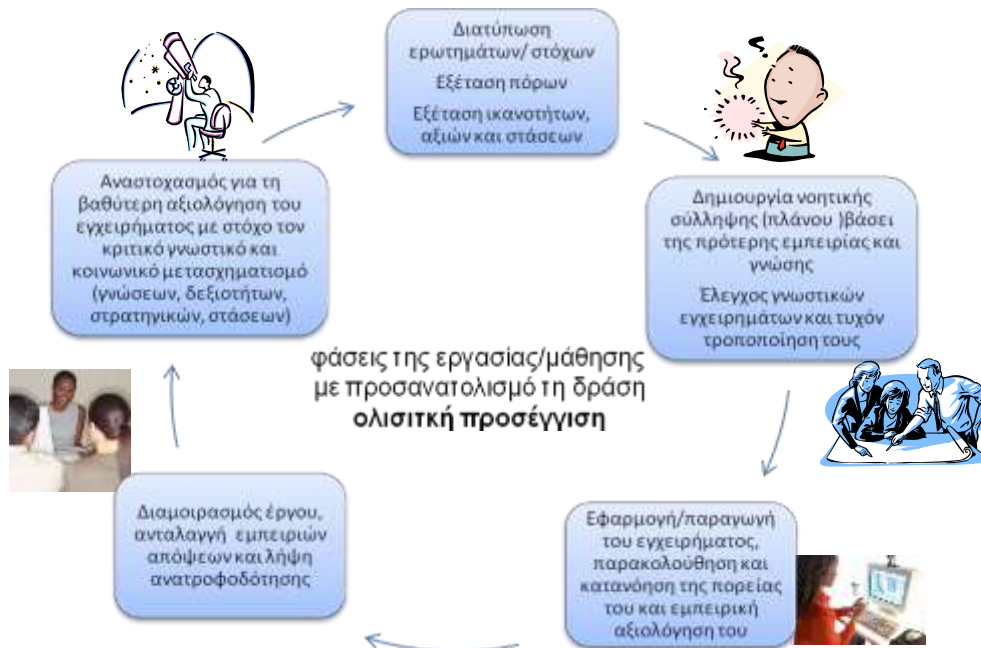 Διατύπωση
ερωτημάτων/ στόχων
Εξέταση πόρων
Εξέταση ικανοτήτων,
αξιών και στάσεων
Δημιουργία νοητικής
σύλληψης (πλάνου )βάσει
της πρότερης εμπειρίας και
γνώσης
Έλεγχος γνωστικών
εγχειρημάτων και τυχόν
τροποποίηση τους
Εφαρμογή/παραγωγή
του εγχειρήματος,
παρακολούθηση και
κατανόηση της πορείας
του και εμπειρική
αξιολόγηση του
Διαμοιρασμός έργου,
ανταλαγγή εμπειριών
απόψεων και λήψη
ανατροφοδότησης
Αναστοχασμός για τη
βαθύτερη αξιολόγηση του
εγχειρήματος με στόχο τον
κριτικό γνωστικό και
κοινωνικό μετασχηματισμό
(γνώσεων, δεξιοτήτων,
στρατηγικών, στάσεων)
φάσεις της εργασίας/μάθησης
με προσανατολισμό τη δράση
ολισιτκή προσέγγιση